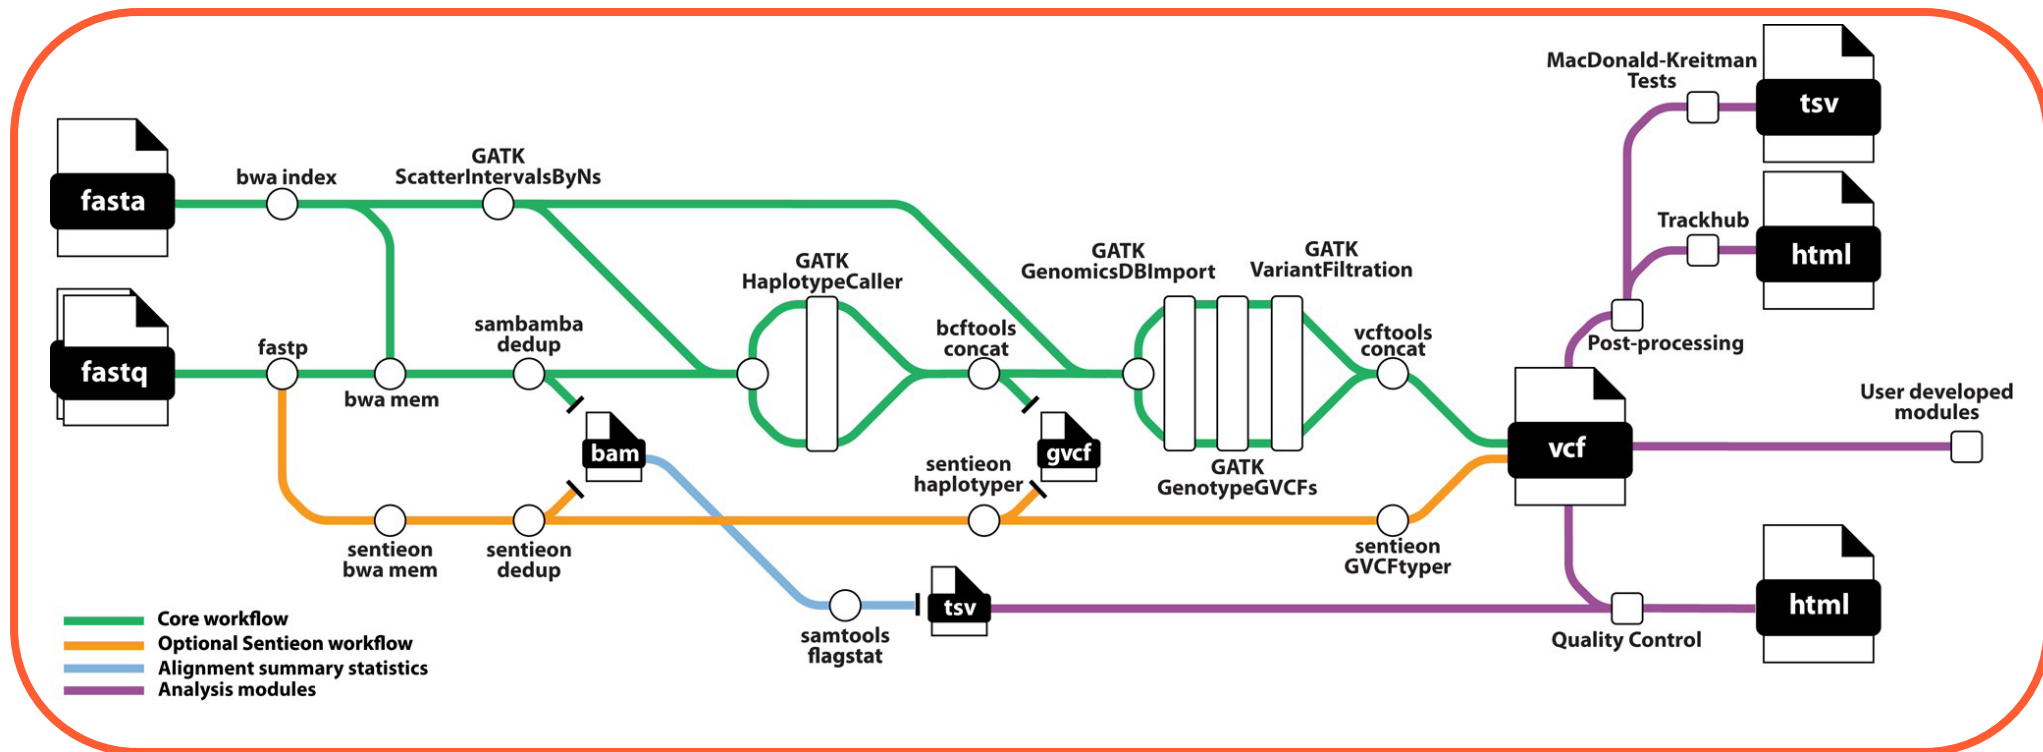 MacDonald-Kreitman
Tests
tsv
GATK
ScatterIntervalsByNs
bwa index
fasta
Trackhub
html
GATK
HaplotypeCaller
GATK
GenomicsDBImport
GATK
VariantFiltration
sambamba
dedup
bcftools
concat
vcftools
concat
Post-processing
fastp
fastq
bwa mem
User developed
modules
bam
gvcf
vcf
sentieon
haplotyper
GATK
GenotypeGVCFs
sentieon
bwa mem
sentieon
dedup
sentieon
GVCFtyper
tsv
html
samtools
flagstat
Quality Control
Core workflow
Optional Sentieon workflow
Alignment summary statistics
Analysis modules